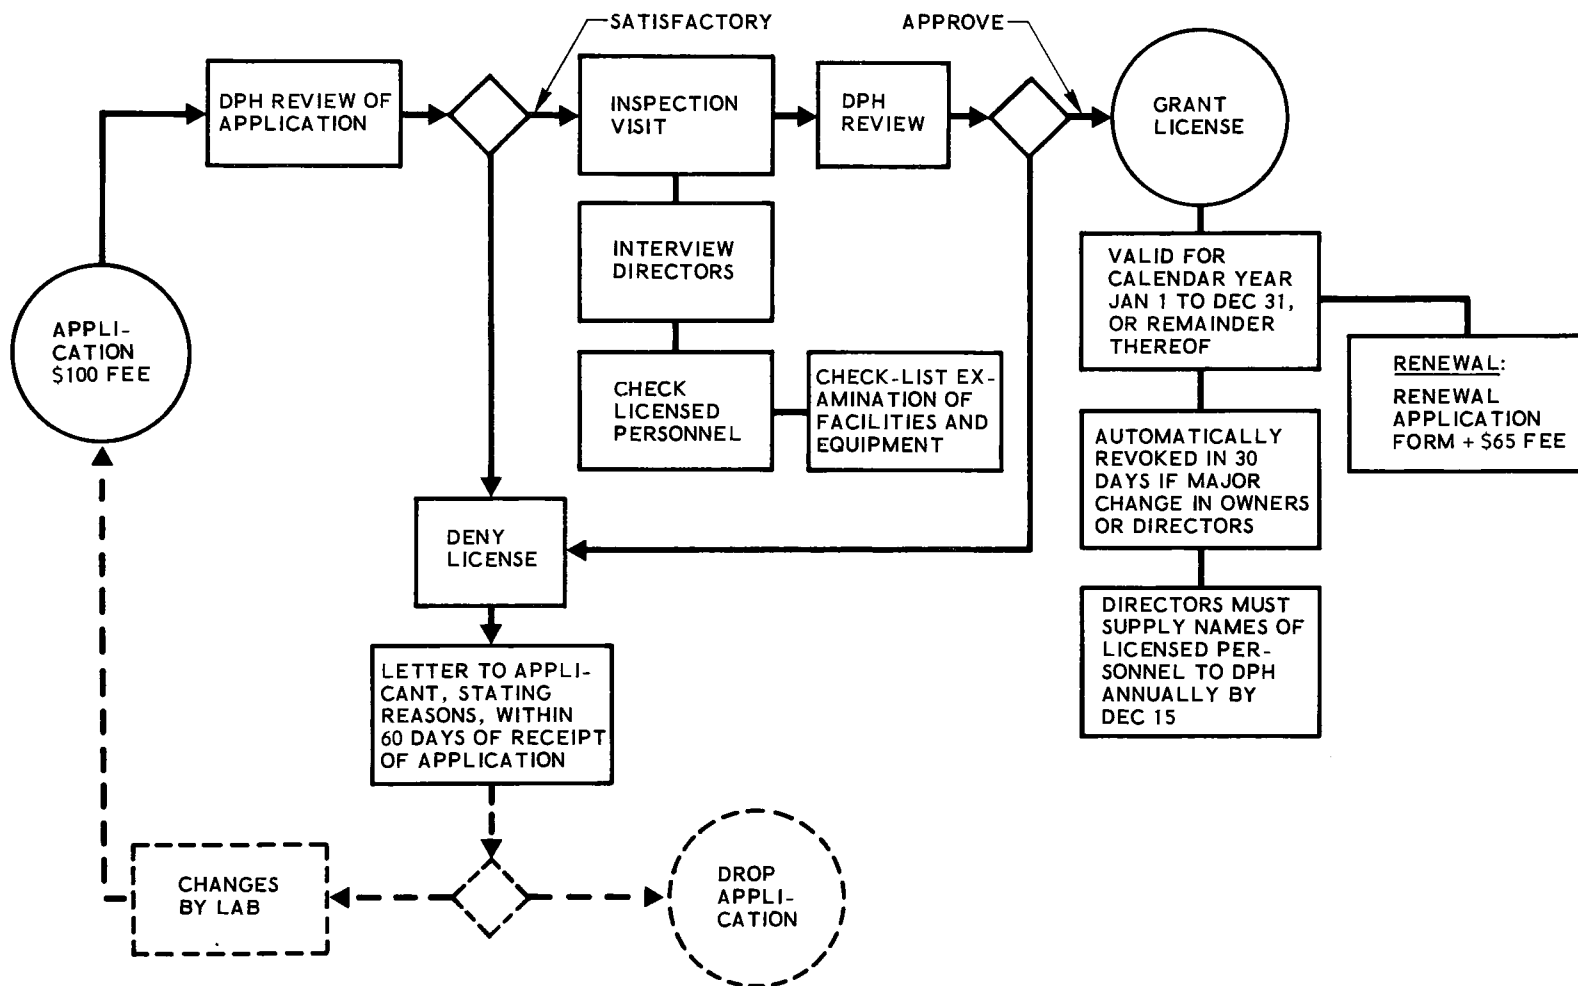 SATISFACTORY
APPROVE
DPH REVIEW OF
APPLICATION
INSPECTION
VISIT
DPH
REVIEW
GRANT
LICENSE
INTERVIEW
DIRECTORS
VALID FOR
CALENDAR YEAR
JAN 1 TO DEC 31,
OR REMAINDER
THEREOF
APPLI-
CATION
$100 FEE
CHECK
LICENSED
PERSONNEL
CHECK-LIST EX-
AMINATION OF
FACILITIES AND
EQUIPMENT
RENEWAL:
RENEWAL
APPLICATION
FORM + $65 FEE
AUTOMATICALLY
REVOKED IN 30
DAYS IF MAJOR
CHANGE IN OWNERS
OR DIRECTORS
DENY
LICENSE
DIRECTORS MUST
SUPPLY NAMES OF
LICENSED PER-
SONNEL TO DPH
ANNUALLY BY
DEC 15
LETTER TO APPLI-
CANT, STATING
REASONS, WITHIN
60 DAYS OF RECEIPT
OF APPLICATION
CHANGES
BY LAB
DROP
APPLI-
CATION